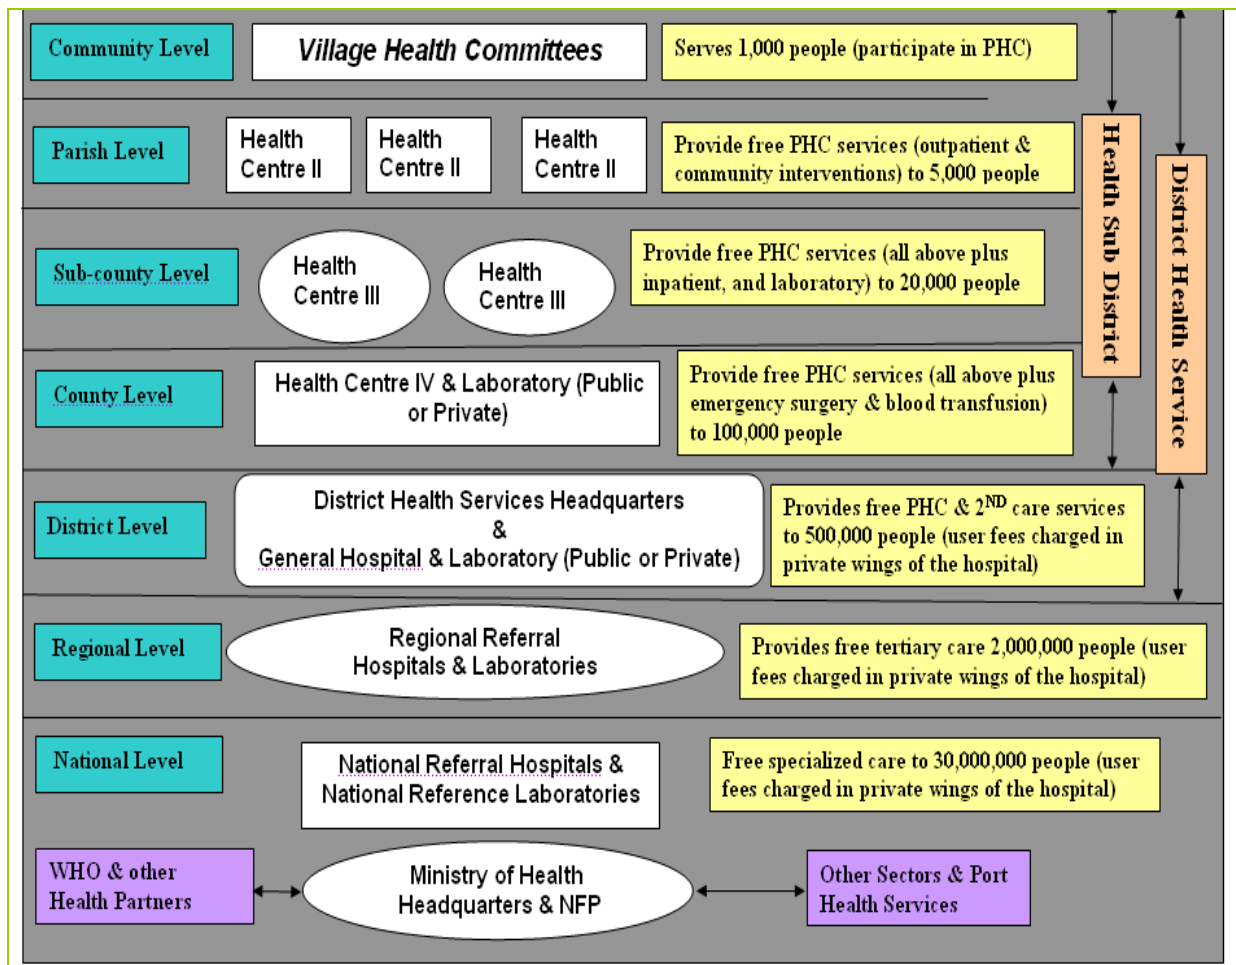 Community Level
Village Health Committees
Serves 1,000 people (participate in PHC)
Parish Level
Health
Centre II
Health
Centre II
Health
Centre II
Provide free PHC services (outpatient &
community interventions) to 5,000 people
Health Sub District
District Health Service
Sub-county Level
Health
Centre III
Health
Centre III
Provide free PHC services (all above plus
inpatient, and laboratory) to 20,000 people
County Level
Health Centre IV & Laboratory (Public
or Private)
Provide free PHC services (all above plus
emergency surgery & blood transfusion)
to 100,000 people
District Level
District Health Services Headquarters
&
General Hospital & Laboratory (Public or Private)
Provides free PHC & 2ND care services
to 500,000 people (user fees charged in
private wings of the hospital)
Regional Level
Regional Referral
Hospitals & Laboratories
Provides free tertiary care 2,000,000 people (user
fees charged in private wings of the hospital)
National Level
National Referral Hospitals &
National Reference Laboratories
Free specialized care to 30,000,000 people (user
fees charged in private wings of the hospital)
WHO & other
Health Partners
Ministry of Health
Headquarters & NFP
Other Sectors & Port
Health Services